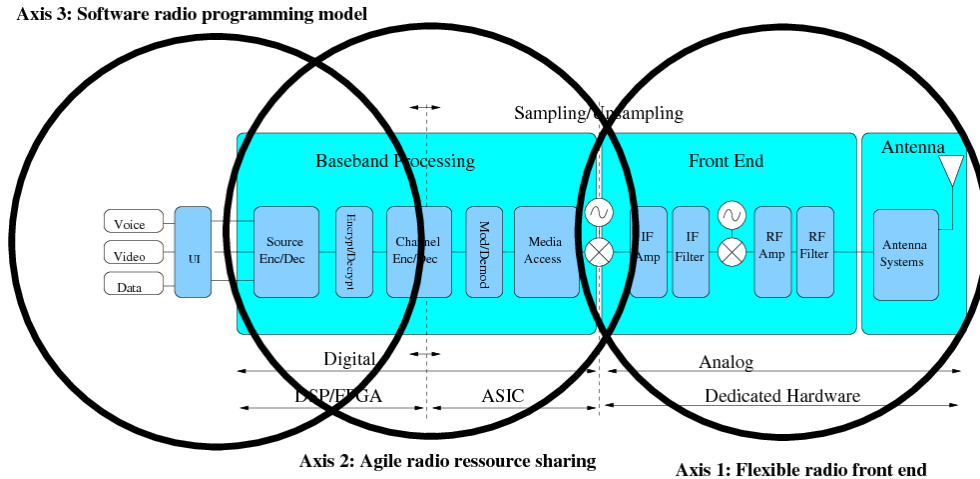 Axis 3: Software radio programming model
Sampling/Upsampling
Baseband Processing
Front End
Antenna
Voice
Video
Data
UI
Source
Enc/Dec
Encrypt/Decrypt
Channel
Enc/Dec
Mod/Demod
Media
Access
IF
Amp
IF
Filter
RF
Amp
RF
Filter
Antenna
Systems
Digital
Analog
DSP/FPGA
ASIC
Dedicated Hardware
Axis 2: Agile radio ressource sharing
Axis 1: Flexible radio front end